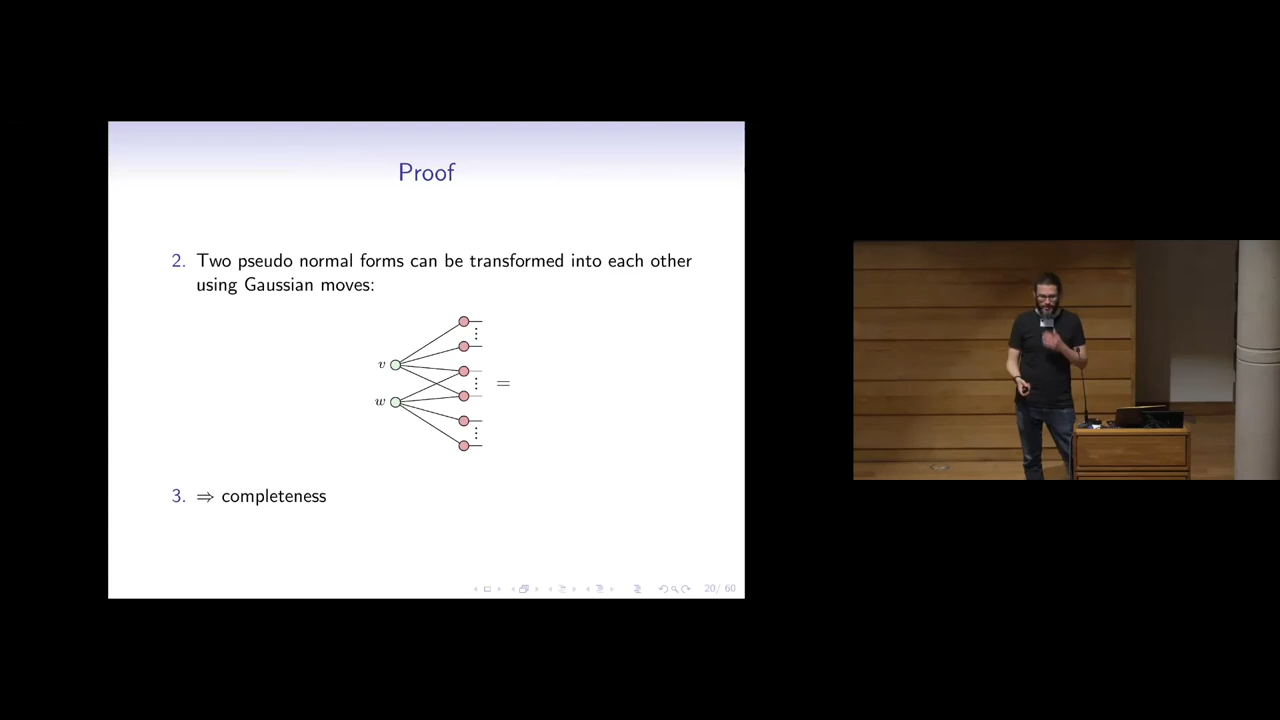 Proof
2. Two pseudo normal forms can be transformed into each other
using Gaussian moves:
v
w
=
3. ⇒ completeness
20/ 60